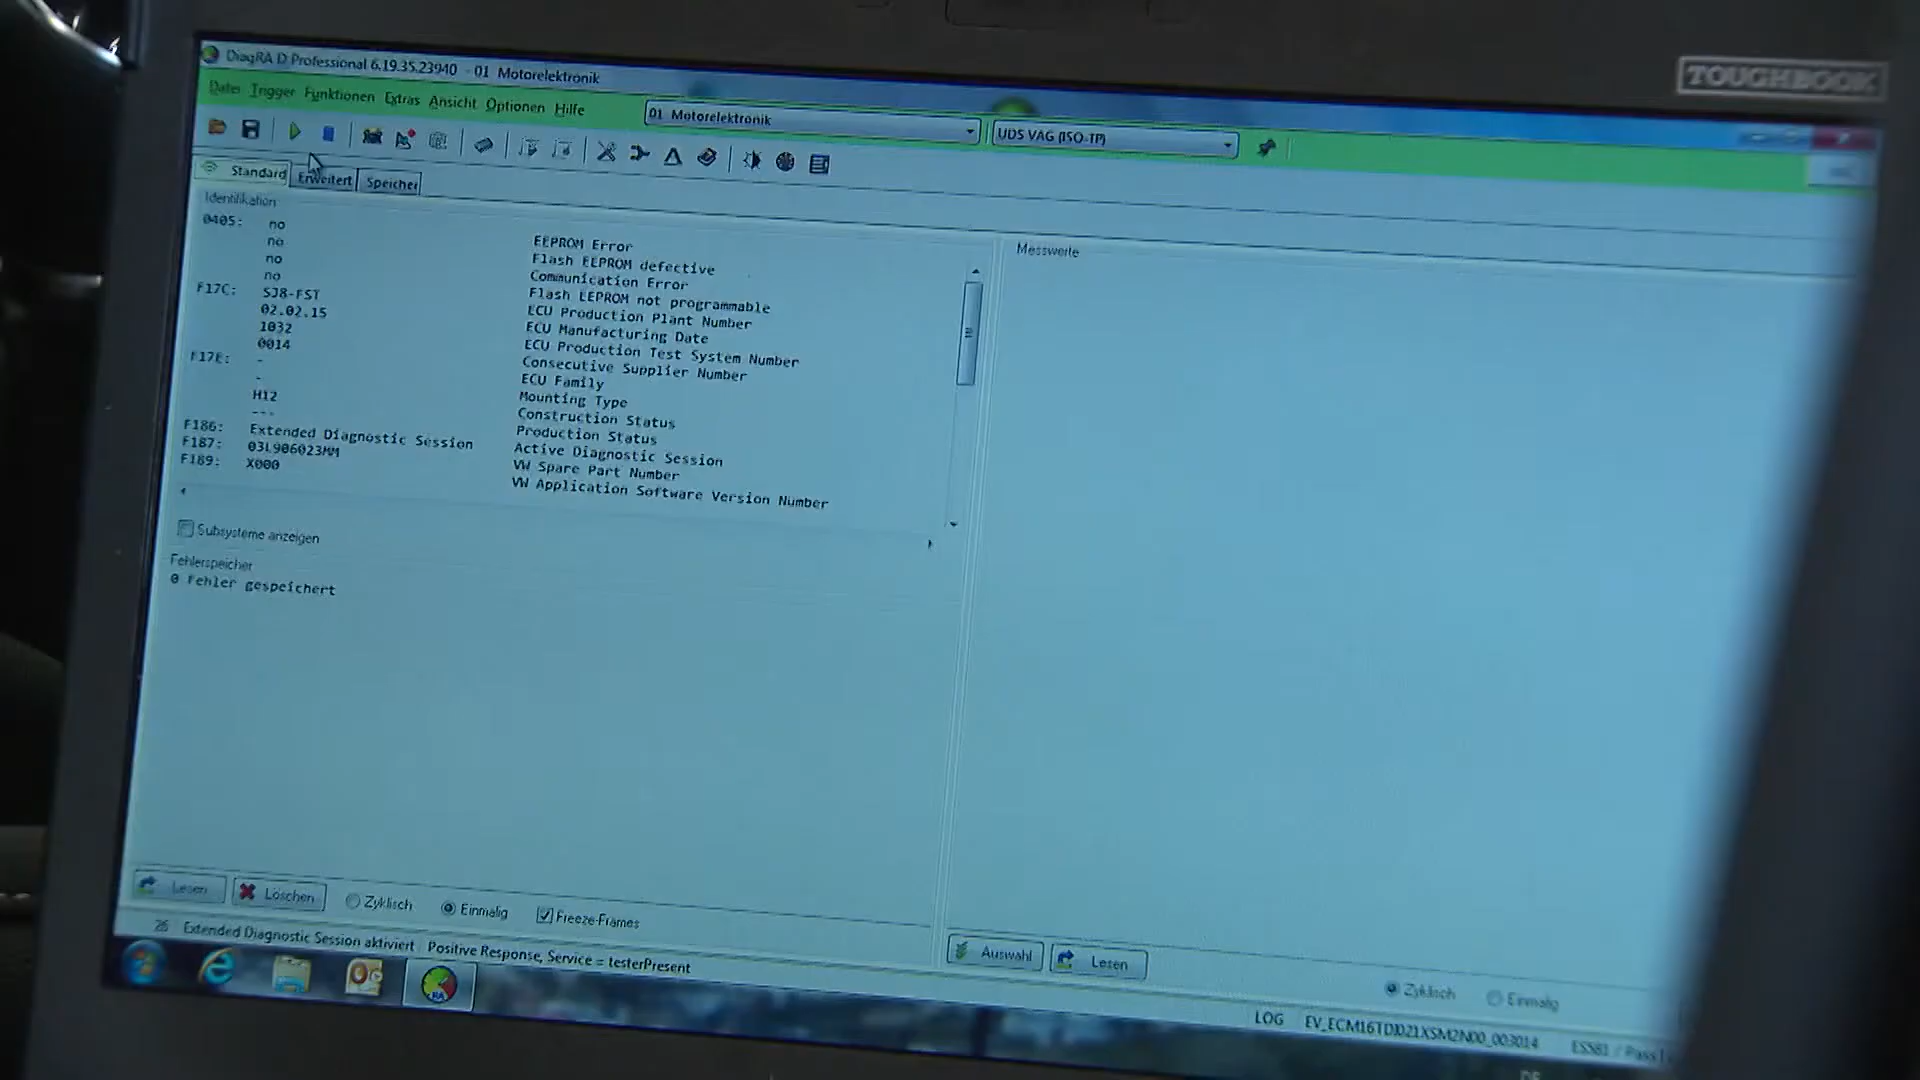 TOUGHBOOK
DiagRA D Professional 6.19.35.23940 - 01 Motorelektronik
Datei Trigger Funktionen Extras Ansicht Optionen Hilfe
01 Motorelektronik
UDS VAG (ISO-TP)
Standard Erweitert Speicher
Identifikation
0405: no EEPROM Error
no Flash EEPROM defective
no Communication Error
no Flash EEPROM not programmable
F17C: SJ8-FST ECU Production Plant Number
02.02.15 ECU Manufacturing Date
1032 ECU Production Test System Number
0014 Consecutive Supplier Number
F17E: - ECU Family
- Mounting Type
H12 Construction Status
--- Production Status
F186: Extended Diagnostic Session Active Diagnostic Session
F187: 03L906023MM VW Spare Part Number
F189: X000 VW Application Software Version Number
Subsysteme anzeigen
Fehlerspeicher
0 Fehler gespeichert
Messwerte
Lesen Löschen Zyklisch Einmalig Freeze-Frames
Auswahl Lesen
Zyklisch Einmalig
26 Extended Diagnostic Session aktiviert Positive Response, Service = testerPresent
LOG EV_ECM16TDI021XSM2N00_003014 ES581 / Pass
RA
DE